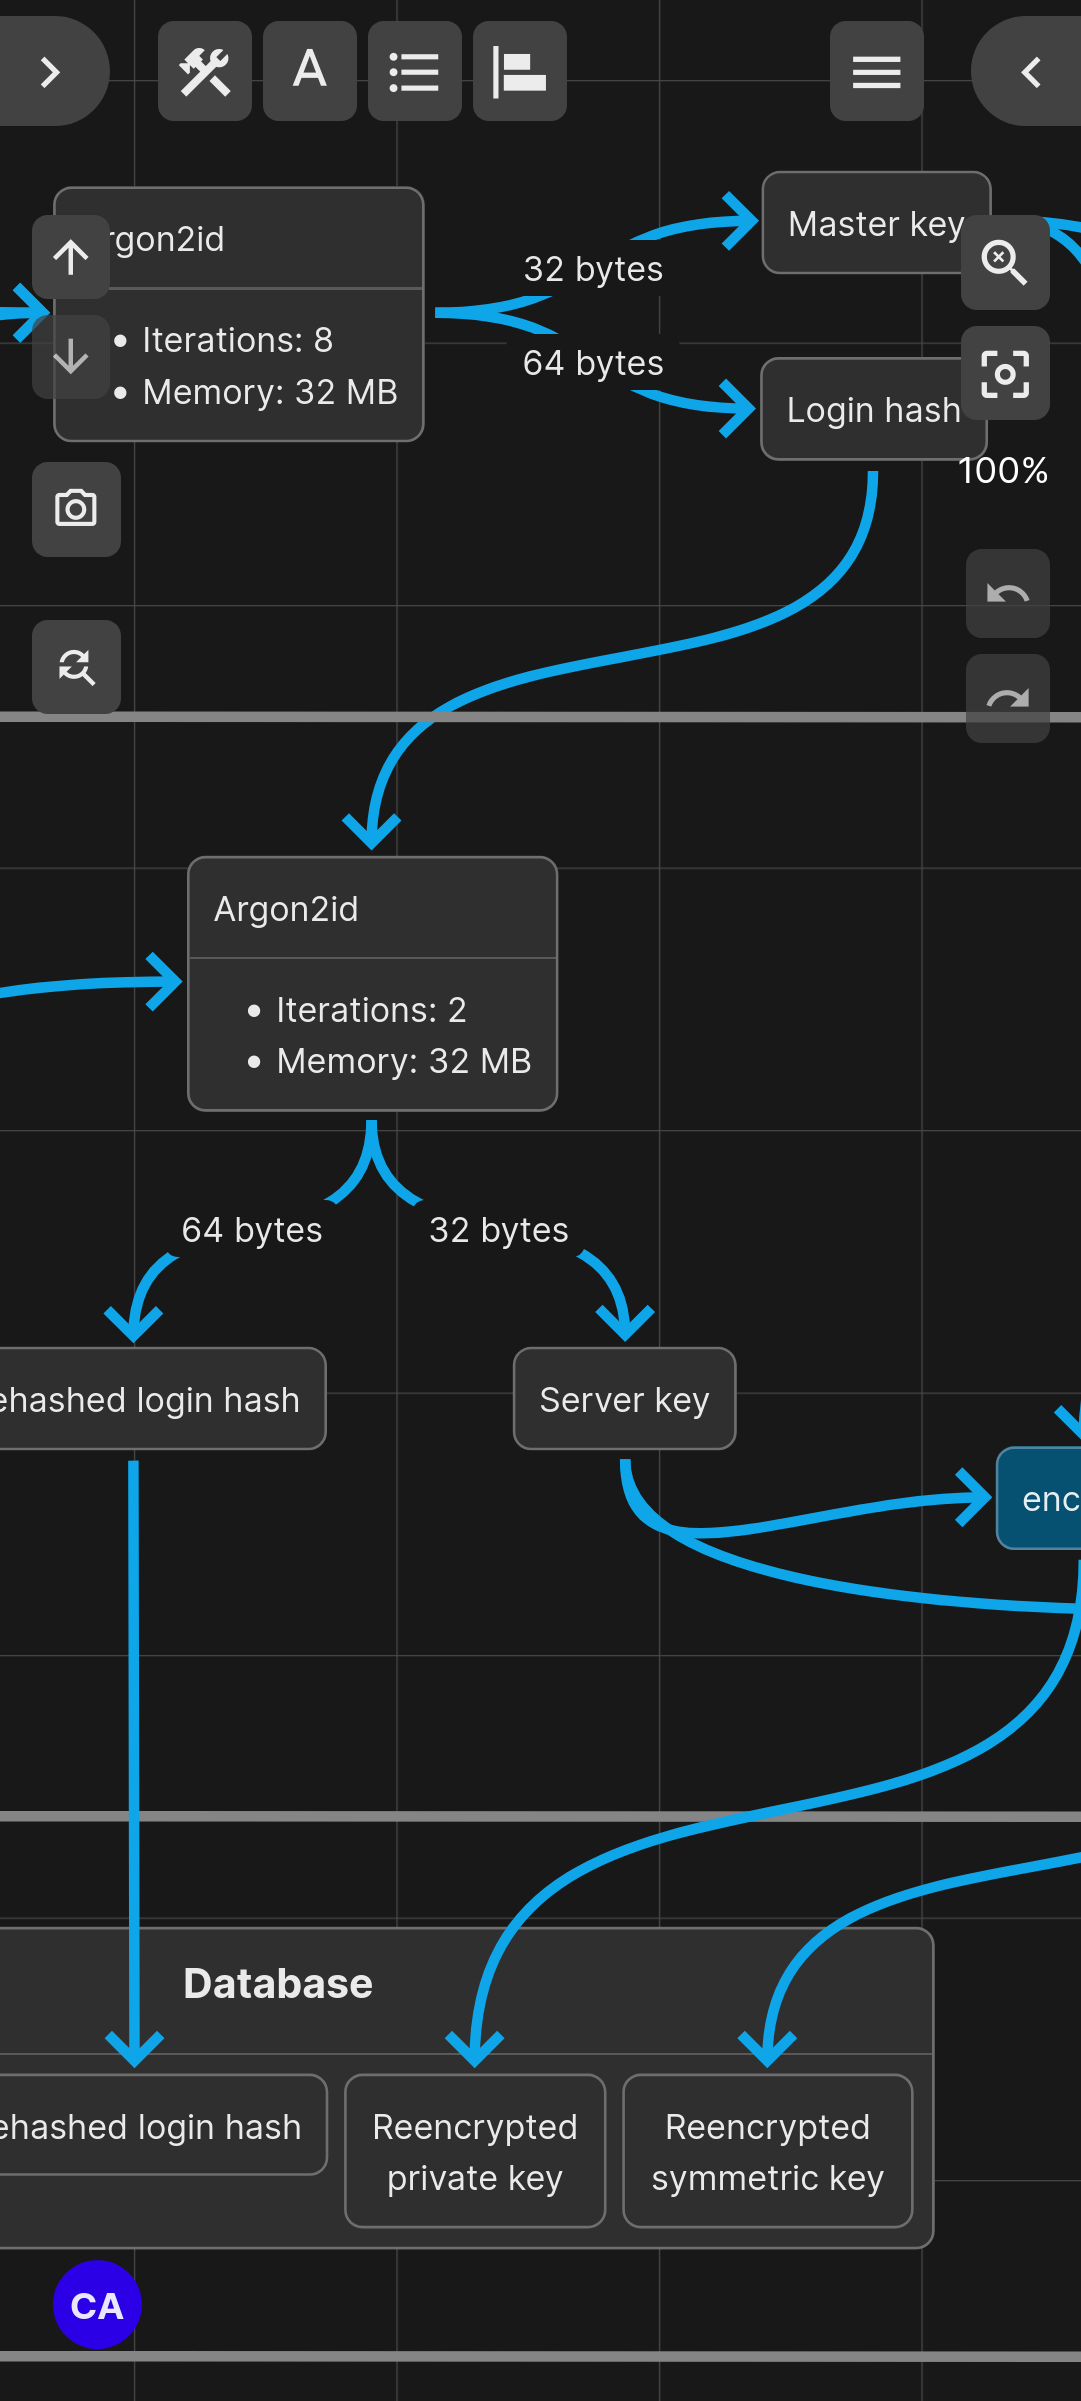 A
rgon2id
Iterations: 8
Memory: 32 MB
32 bytes
64 bytes
Master key
Login hash
100%
Argon2id
Iterations: 2
Memory: 32 MB
64 bytes
32 bytes
ehashed login hash
Server key
enc
Database
ehashed login hash
Reencrypted
private key
Reencrypted
symmetric key
CA